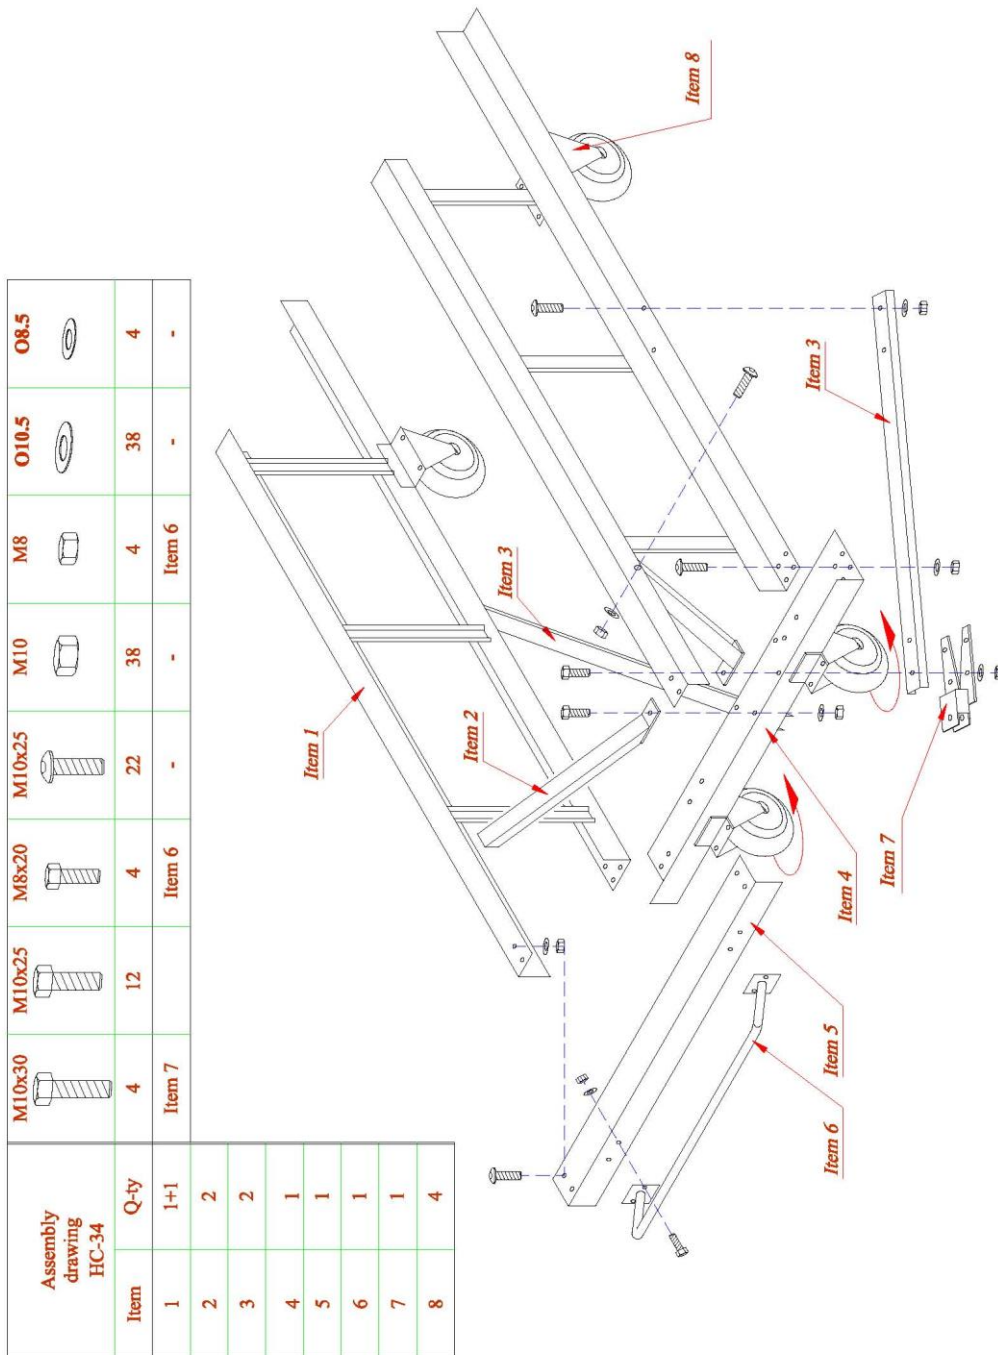 Assembly
drawing
HC-34
M10x30 M10x25 M8x20 M10x25 M10 M8 O10.5 O8.5
Item Q-ty 4 12 4 22 38 4 38 4
1 1+1 Item 7 Item 6 - - Item 6 - -
2 2
3 2
4 1
5 1
6 1
7 1
8 4
Item 1
Item 2
Item 3
Item 8
Item 3
Item 5
Item 6
Item 4
Item 7